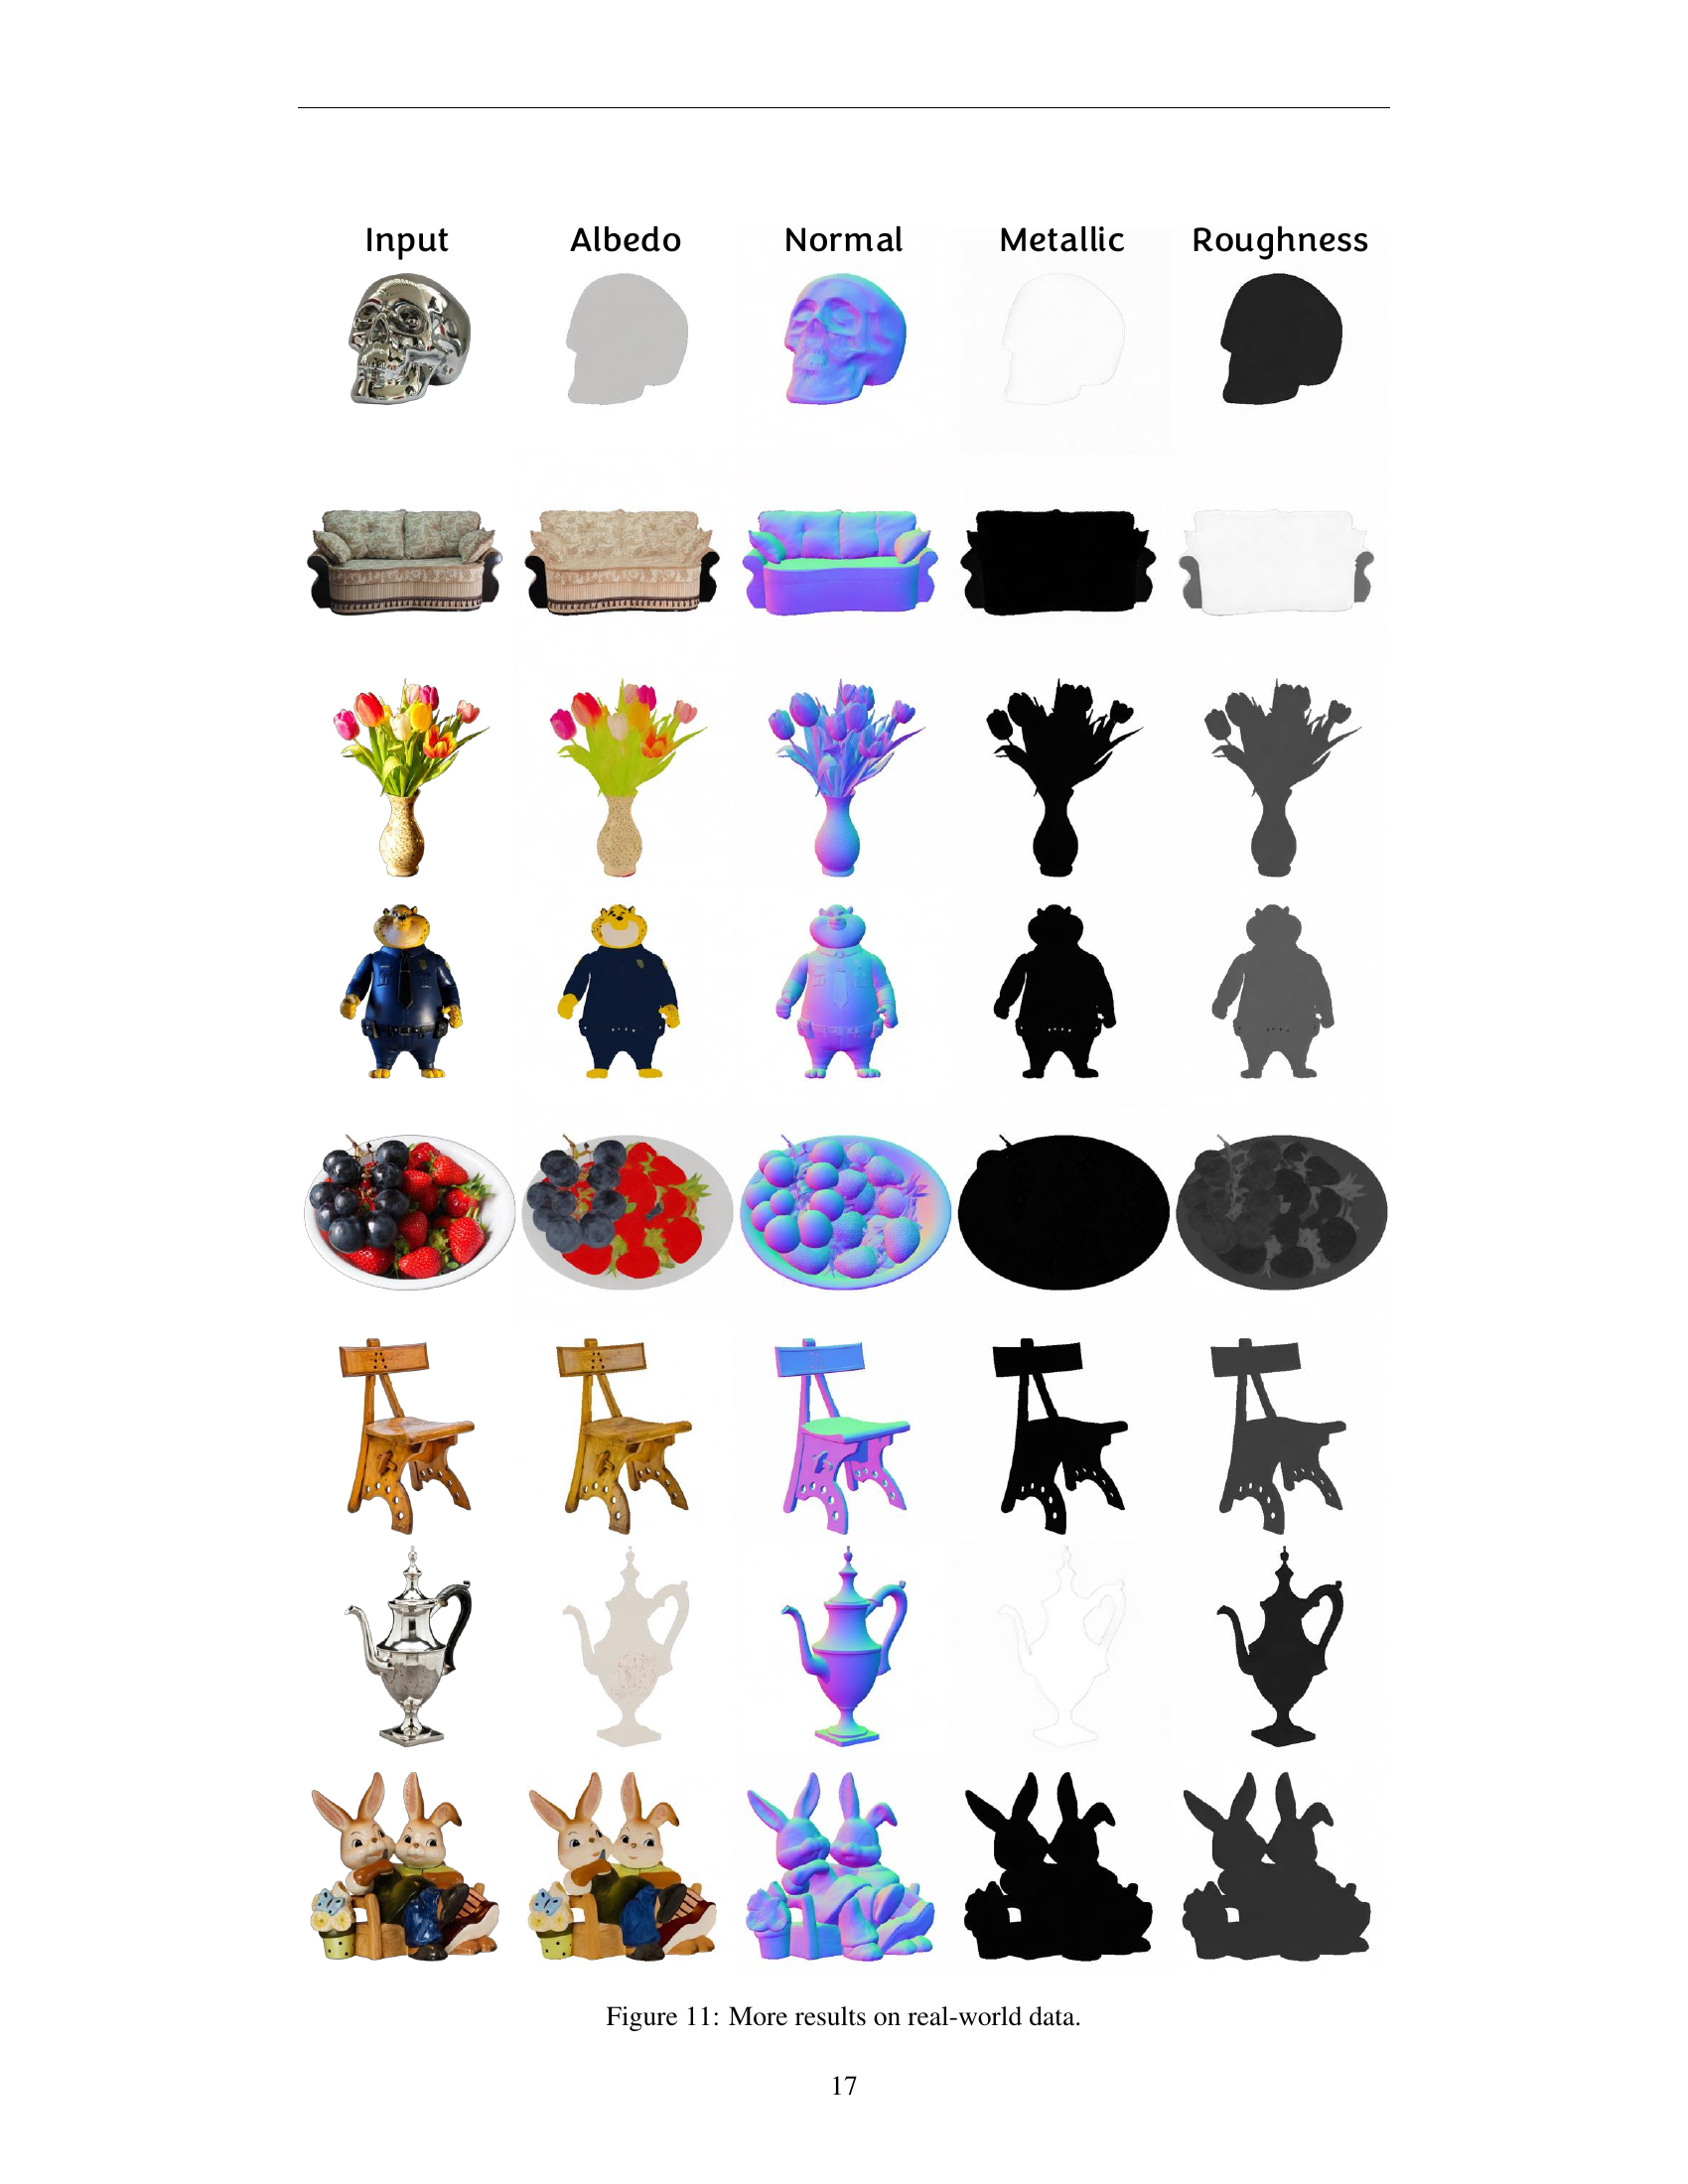 Input Albedo Normal Metallic Roughness
Figure 11: More results on real-world data.
17